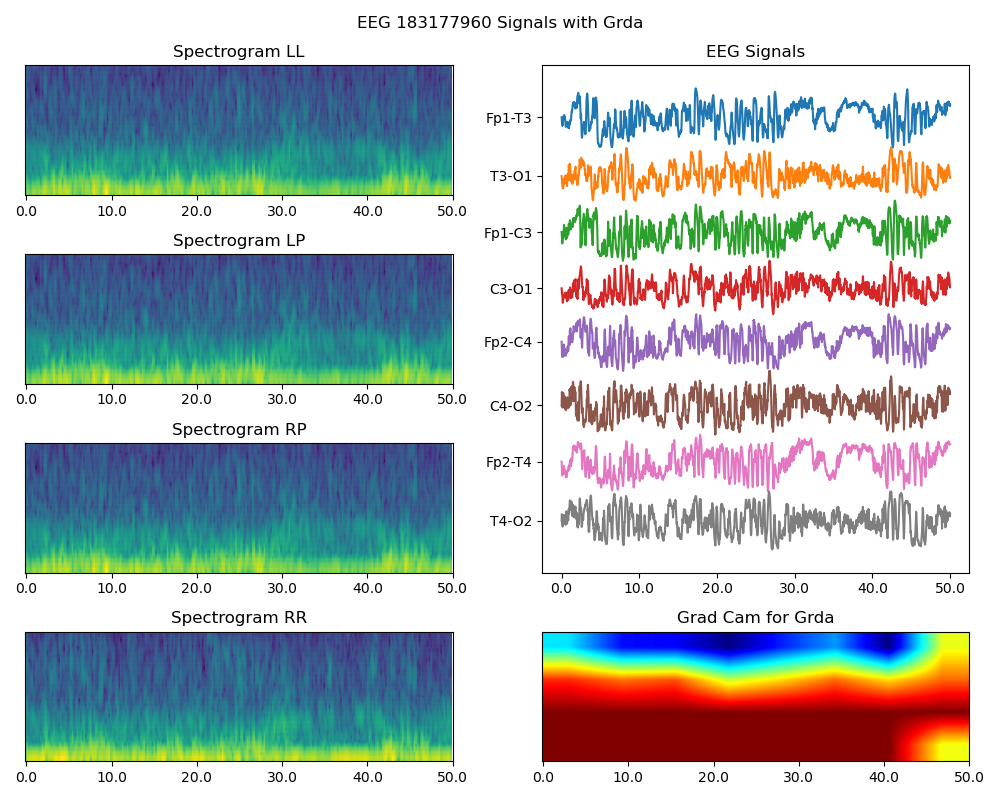 EEG 183177960 Signals with Grda
Spectrogram LL
0.0 10.0 20.0 30.0 40.0 50.0
Spectrogram LP
0.0 10.0 20.0 30.0 40.0 50.0
Spectrogram RP
0.0 10.0 20.0 30.0 40.0 50.0
Spectrogram RR
0.0 10.0 20.0 30.0 40.0 50.0
EEG Signals
Fp1-T3
T3-O1
Fp1-C3
C3-O1
Fp2-C4
C4-O2
Fp2-T4
T4-O2
0.0 10.0 20.0 30.0 40.0 50.0
Grad Cam for Grda
0.0 10.0 20.0 30.0 40.0 50.0